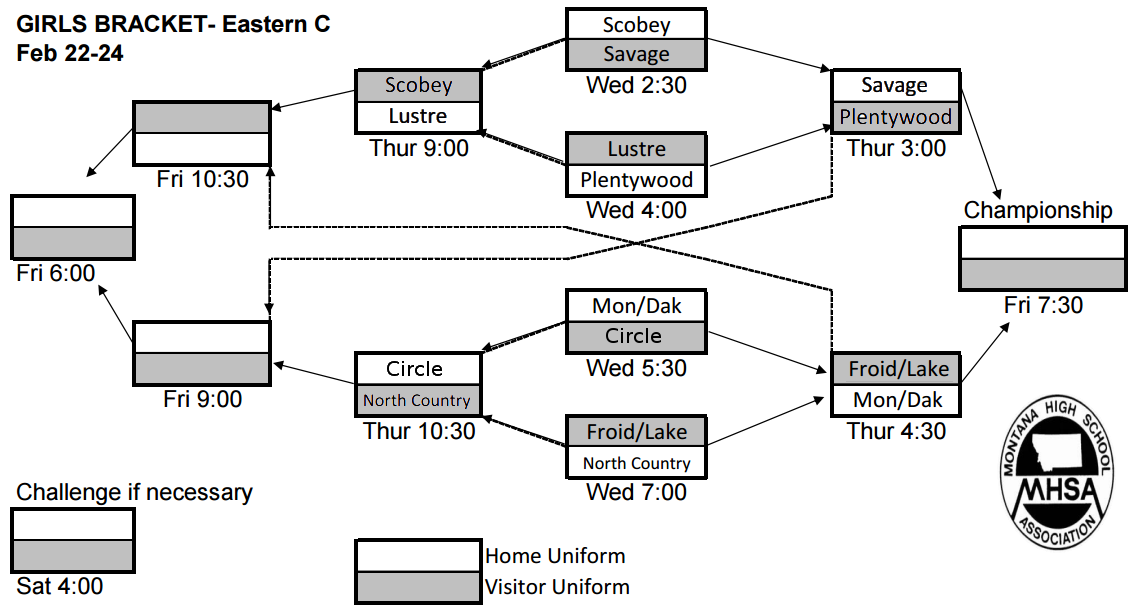 GIRLS BRACKET- Eastern C
Feb 22-24
Scobey
Savage
Wed 2:30
Scobey
Lustre
Thur 9:00
Savage
Plentywood
Thur 3:00
Fri 10:30
Lustre
Plentywood
Wed 4:00
Fri 6:00
Championship
Fri 7:30
Mon/Dak
Circle
Wed 5:30
Fri 9:00
Circle
North Country
Thur 10:30
Froid/Lake
Mon/Dak
Thur 4:30
Froid/Lake
North Country
Wed 7:00
MONTANA HIGH SCHOOL
MHSA
ASSOCIATION
Challenge if necessary
Sat 4:00
Home Uniform
Visitor Uniform